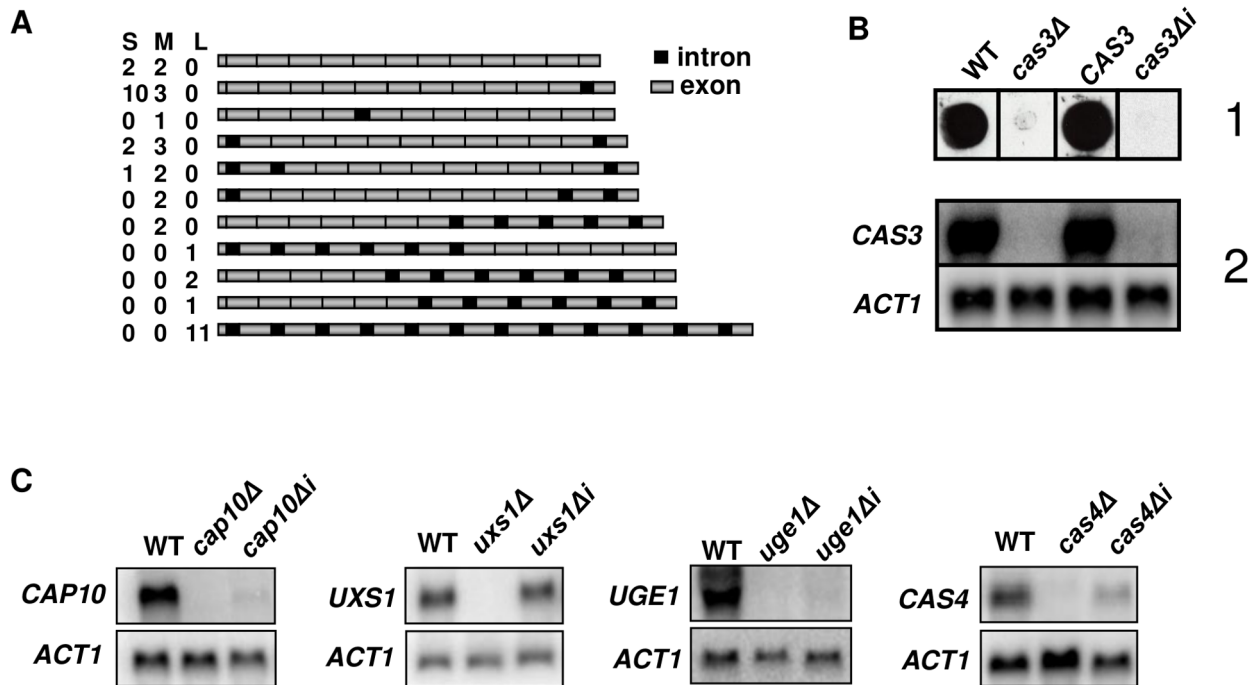 A
S M L
2 2 0
10 3 0
0 1 0
2 3 0
1 2 0
0 2 0
0 2 0
0 0 1
0 0 2
0 0 1
0 0 11
intron
exon
B
WT cas3Δ CAS3 cas3Δi
1
CAS3
ACT1
2
C
WT cap10Δ cap10Δi
CAP10
ACT1
WT uxs1Δ uxs1Δi
UXS1
ACT1
WT uge1Δ uge1Δi
UGE1
ACT1
WT cas4Δ cas4Δi
CAS4
ACT1